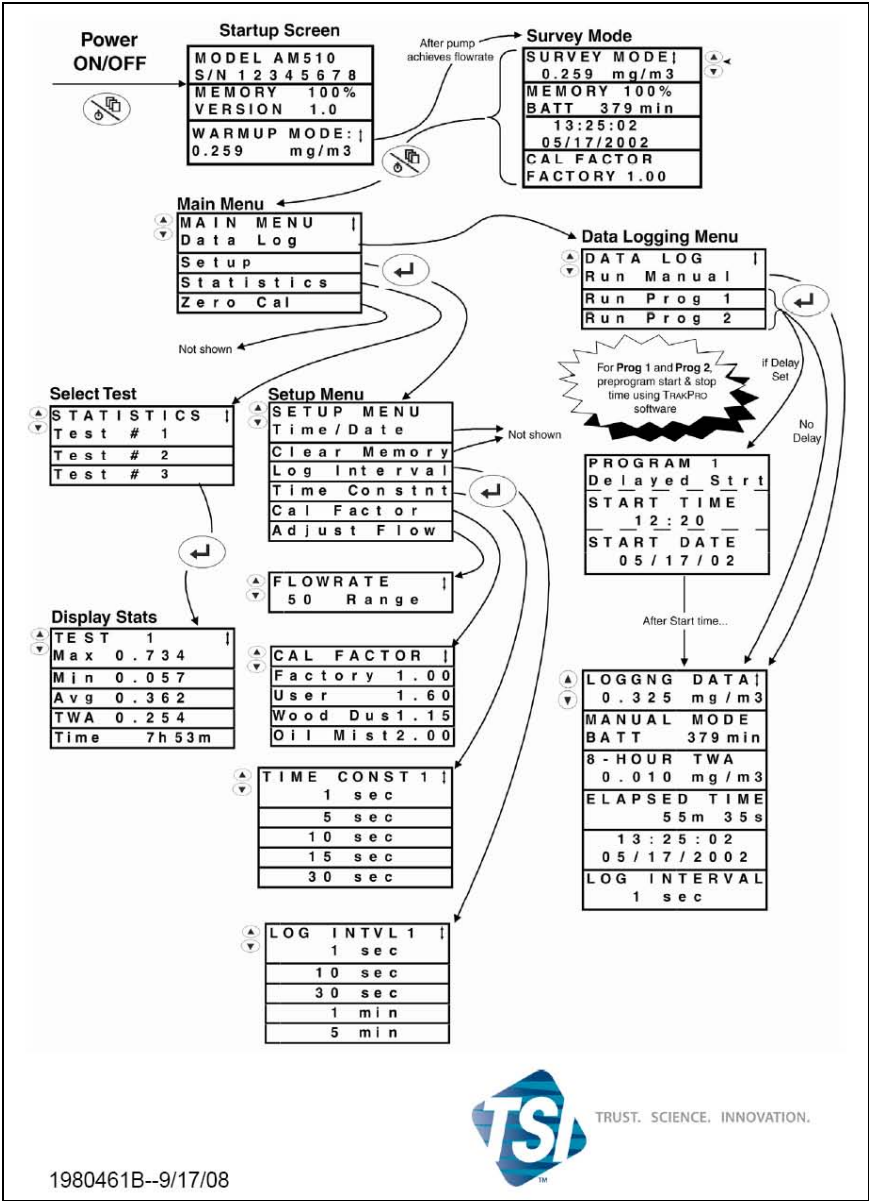 Power
ON/OFF
Startup Screen
MODEL AM510
S/N 12345678
MEMORY 100%
VERSION 1.0
WARMUP MODE:
0.259 mg/m3
After pump
achieves flowrate
Survey Mode
SURVEY MODE
0.259 mg/m3
MEMORY 100%
BATT 379 min
13:25:02
05/17/2002
CAL FACTOR
FACTORY 1.00
Main Menu
MAIN MENU
Data Log
Setup
Statistics
Zero Cal
Not shown
Data Logging Menu
DATA LOG
Run Manual
Run Prog 1
Run Prog 2
For Prog 1 and Prog 2,
preprogram start & stop
time using TRAKPRO
software
if Delay
Set
No
Delay
Select Test
STATISTICS
Test # 1
Test # 2
Test # 3
Setup Menu
SETUP MENU
Time/Date
Clear Memory
Log Interval
Time Constnt
Cal Factor
Adjust Flow
Not shown
PROGRAM 1
Delayed Strt
START TIME
12:20
START DATE
05/17/02
After Start time...
FLOWRATE
50 Range
Display Stats
TEST 1
Max 0.734
Min 0.057
Avg 0.362
TWA 0.254
Time 7h 53m
CAL FACTOR
Factory 1.00
User 1.60
Wood Dus1.15
Oil Mist2.00
TIME CONST 1
1 sec
5 sec
10 sec
15 sec
30 sec
LOGGNG DATA
0.325 mg/m3
MANUAL MODE
BATT 379 min
8-HOUR TWA
0.010 mg/m3
ELAPSED TIME
55m 35s
13:25:02
05/17/2002
LOG INTERVAL
1 sec
LOG INTVL1
1 sec
10 sec
30 sec
1 min
5 min
TSI
TM
TRUST. SCIENCE. INNOVATION.
1980461B--9/17/08